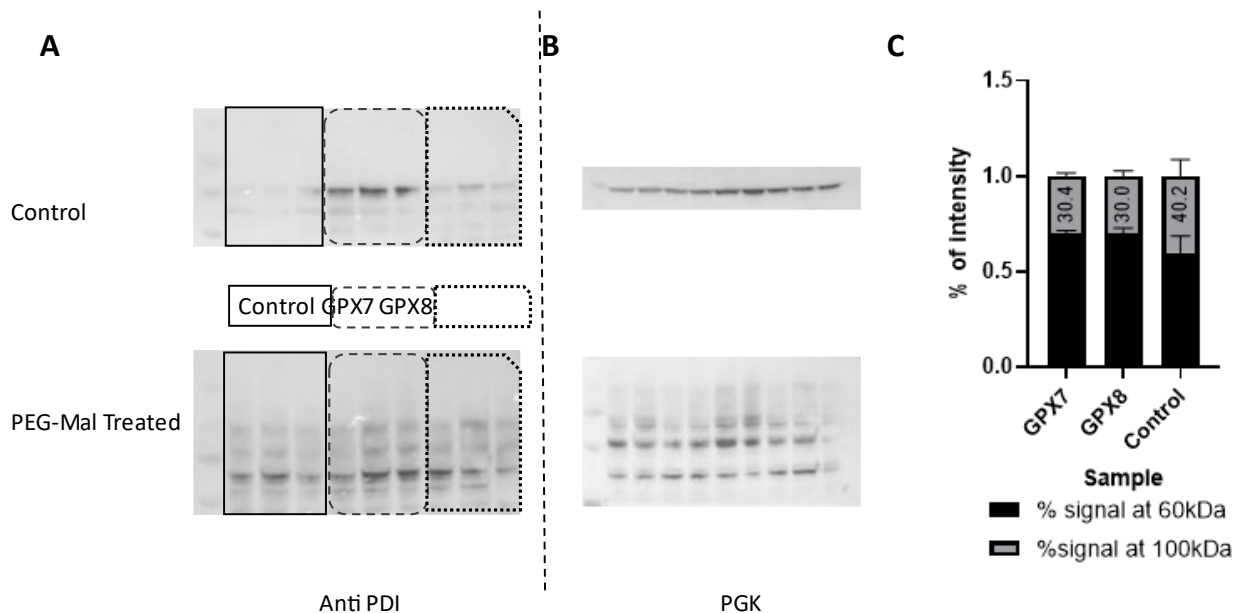 A
B
C
Control
Control GPX7 GPX8
PEG-Mal Treated
Anti PDI
PGK
% of intensity
1.5
1.0
0.5
0.0
30.4
30.0
40.2
GPX7
GPX8
Control
Sample
% signal at 60kDa
%signal at 100kDa